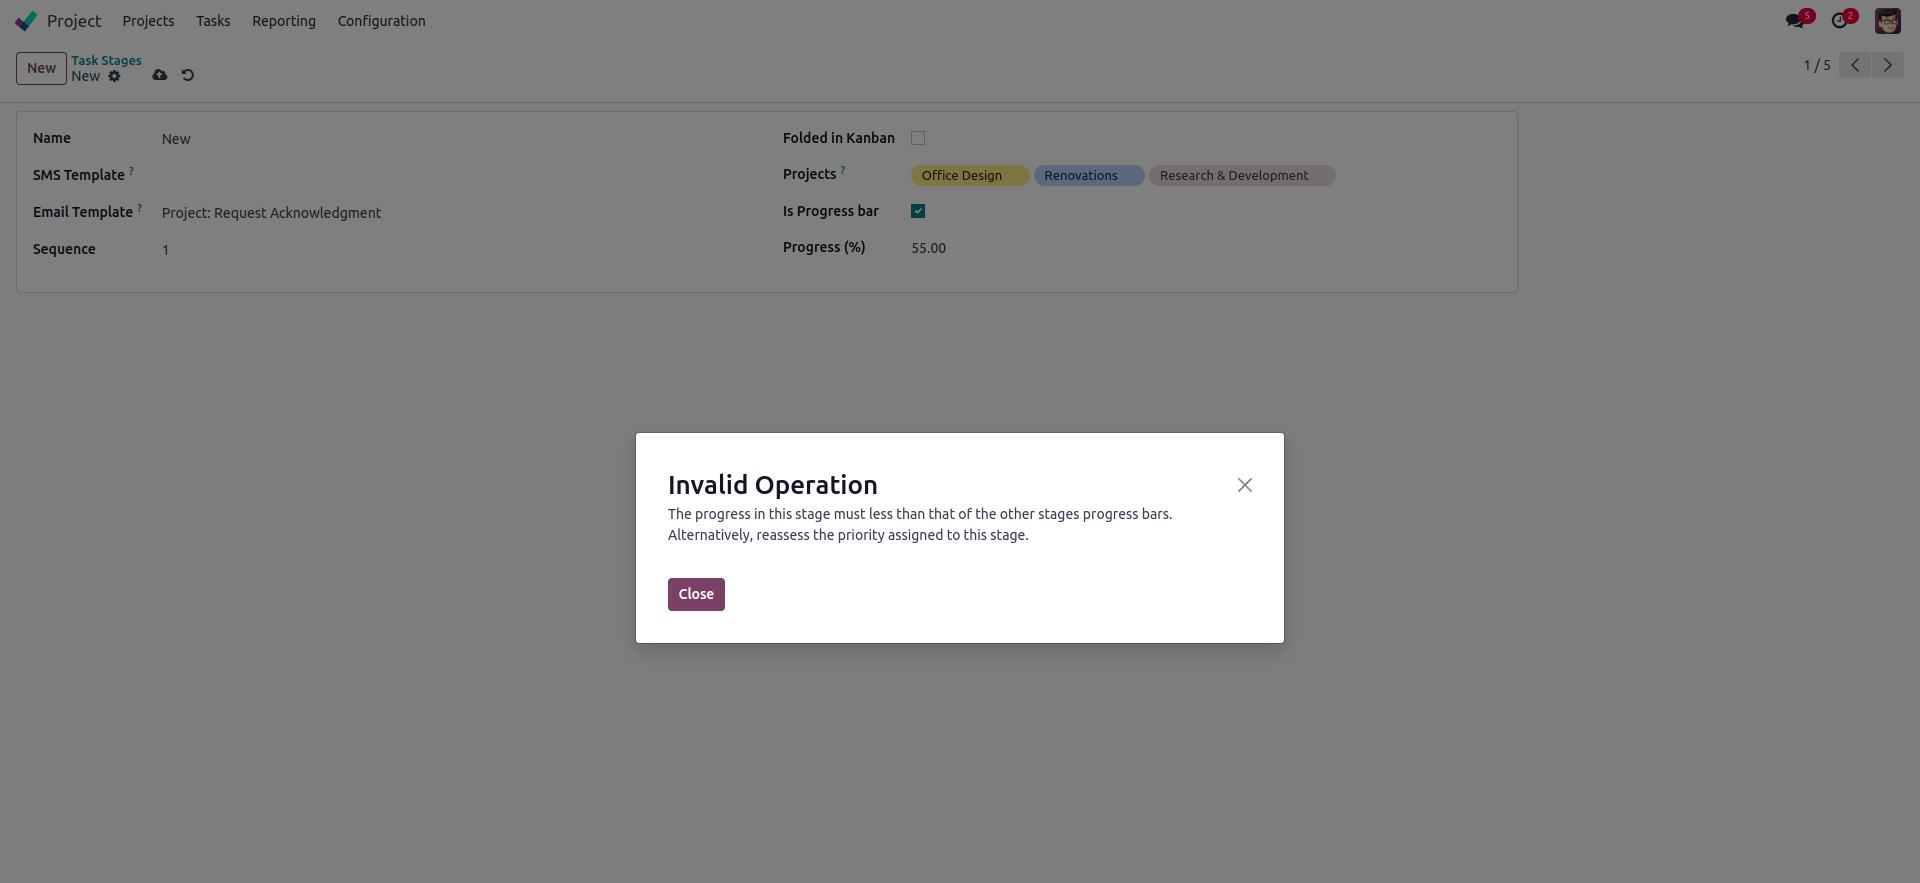 Project Projects Tasks Reporting Configuration 5 2
New Task Stages
New 1 / 5
Name New Folded in Kanban
SMS Template ? Projects ? Office Design Renovations Research & Development
Email Template ? Project: Request Acknowledgment Is Progress bar
Sequence 1 Progress (%) 55.00
Invalid Operation
The progress in this stage must less than that of the other stages progress bars.
Alternatively, reassess the priority assigned to this stage.
Close